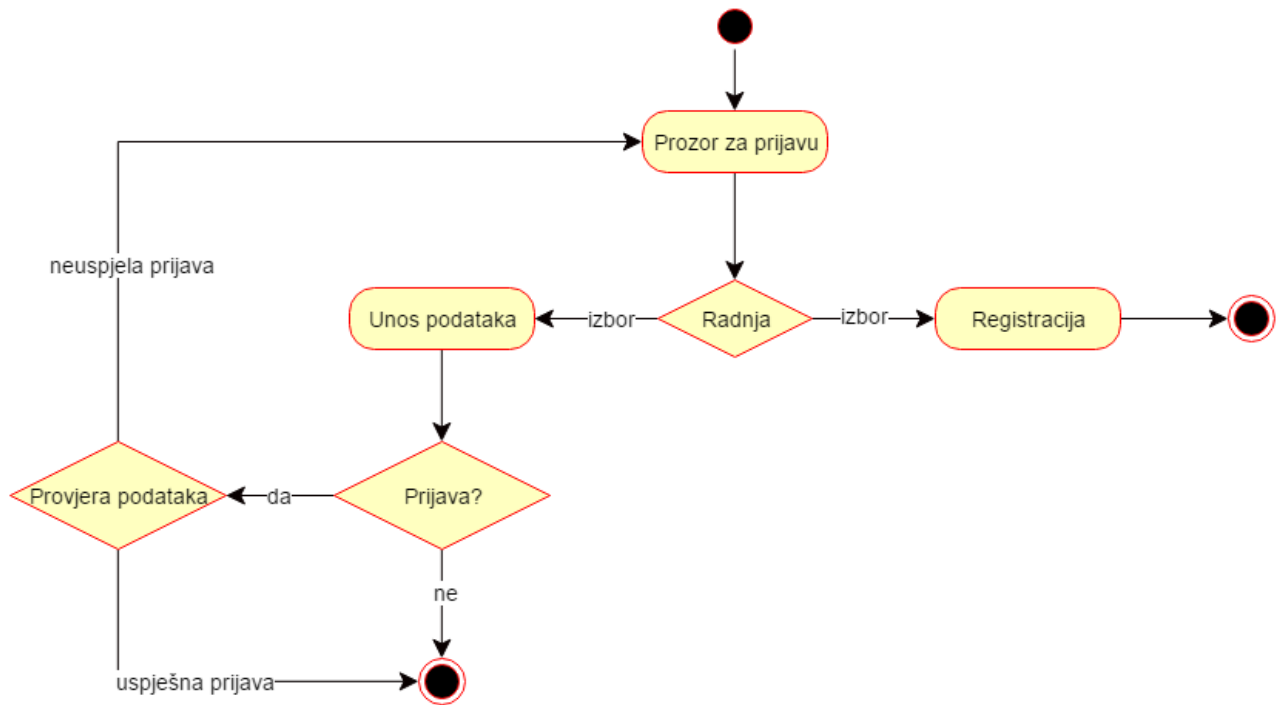 Prozor za prijavu
neuspjela prijava
Unos podataka
izbor
Radnja
izbor
Registracija
Provjera podataka
da
Prijava?
ne
uspješna prijava